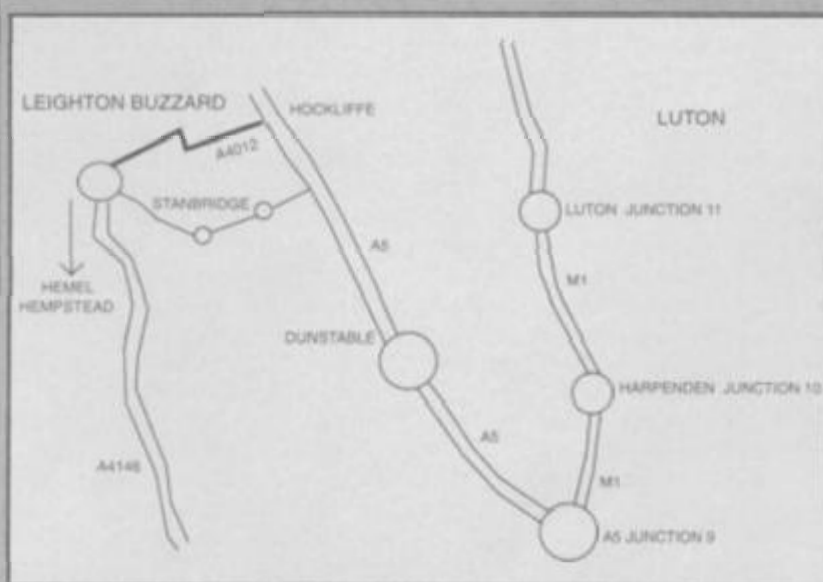 LEIGHTON BUZZARD
HOCKLIFFE
LUTON
A4012
STANBRIDGE
LUTON JUNCTION 11
A5
M1
HEMEL
HEMPSTEAD
DUNSTABLE
HARPENDEN JUNCTION 10
A5
A4146
M1
A5 JUNCTION 9